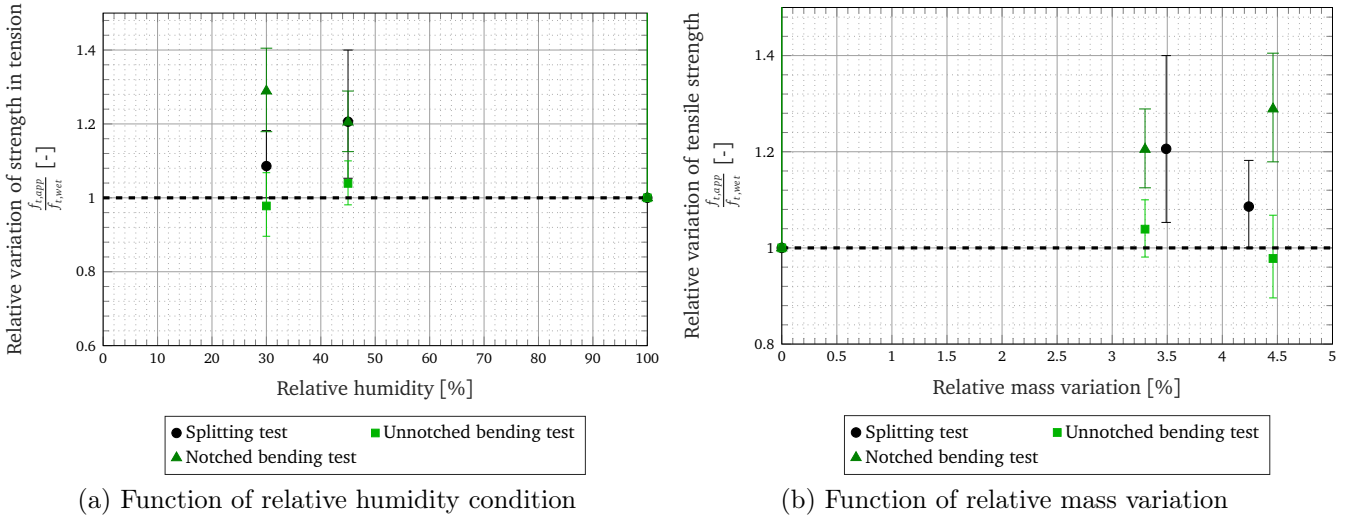 Relative variation of strength in tension
f_{t,app}
f_{t,wet} [-]
1.4
1.2
1
0.8
0.6
0 10 20 30 40 50 60 70 80 90 100
Relative humidity [%]
Splitting test Unnotched bending test
Notched bending test
(a) Function of relative humidity condition
Relative variation of tensile strength
f_{t,app}
f_{t,wet} [-]
1.4
1.2
1
0.8
0 0.5 1 1.5 2 2.5 3 3.5 4 4.5 5
Relative mass variation [%]
Splitting test Unnotched bending test
Notched bending test
(b) Function of relative mass variation